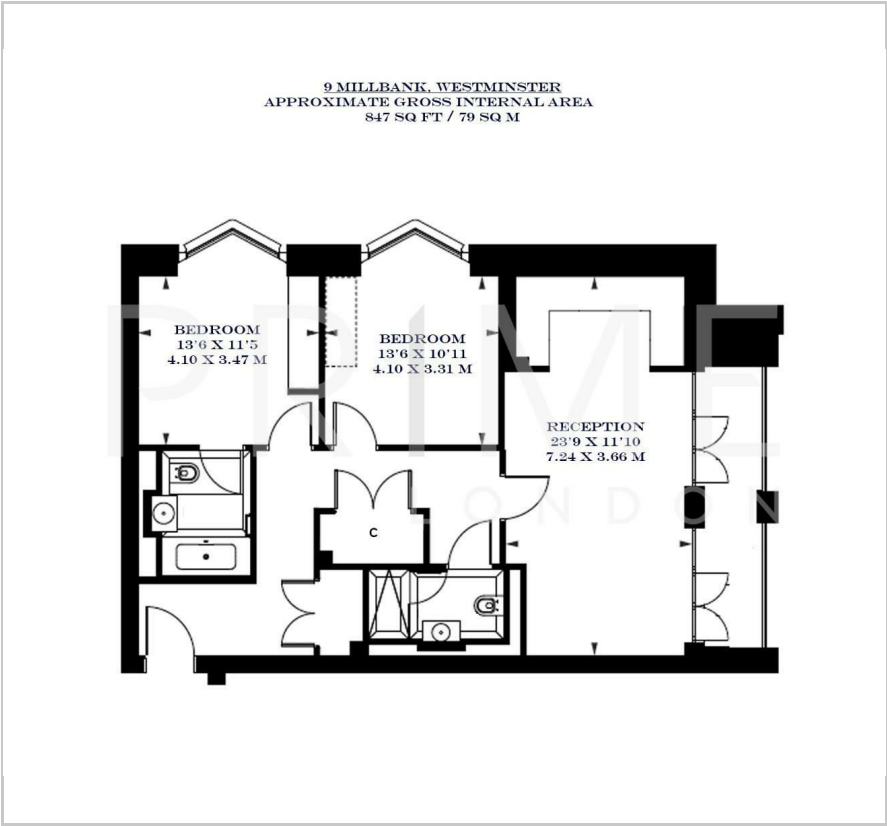 9 MILLBANK, WESTMINSTER
APPROXIMATE GROSS INTERNAL AREA
847 SQ FT / 79 SQ M
BEDROOM
13'6 X 11'5
4.10 X 3.47 M
BEDROOM
13'6 X 10'11
4.10 X 3.31 M
RECEPTION
23'9 X 11'10
7.24 X 3.66 M
C
PRIME
LONDON